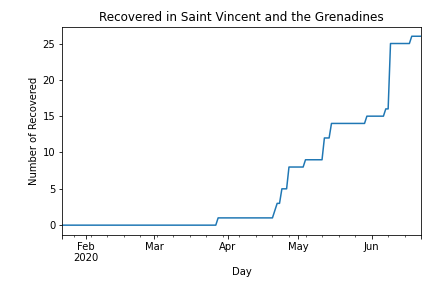 Recovered in Saint Vincent and the Grenadines
Number of Recovered
25
20
15
10
5
0
Feb Mar Apr May Jun
2020
Day